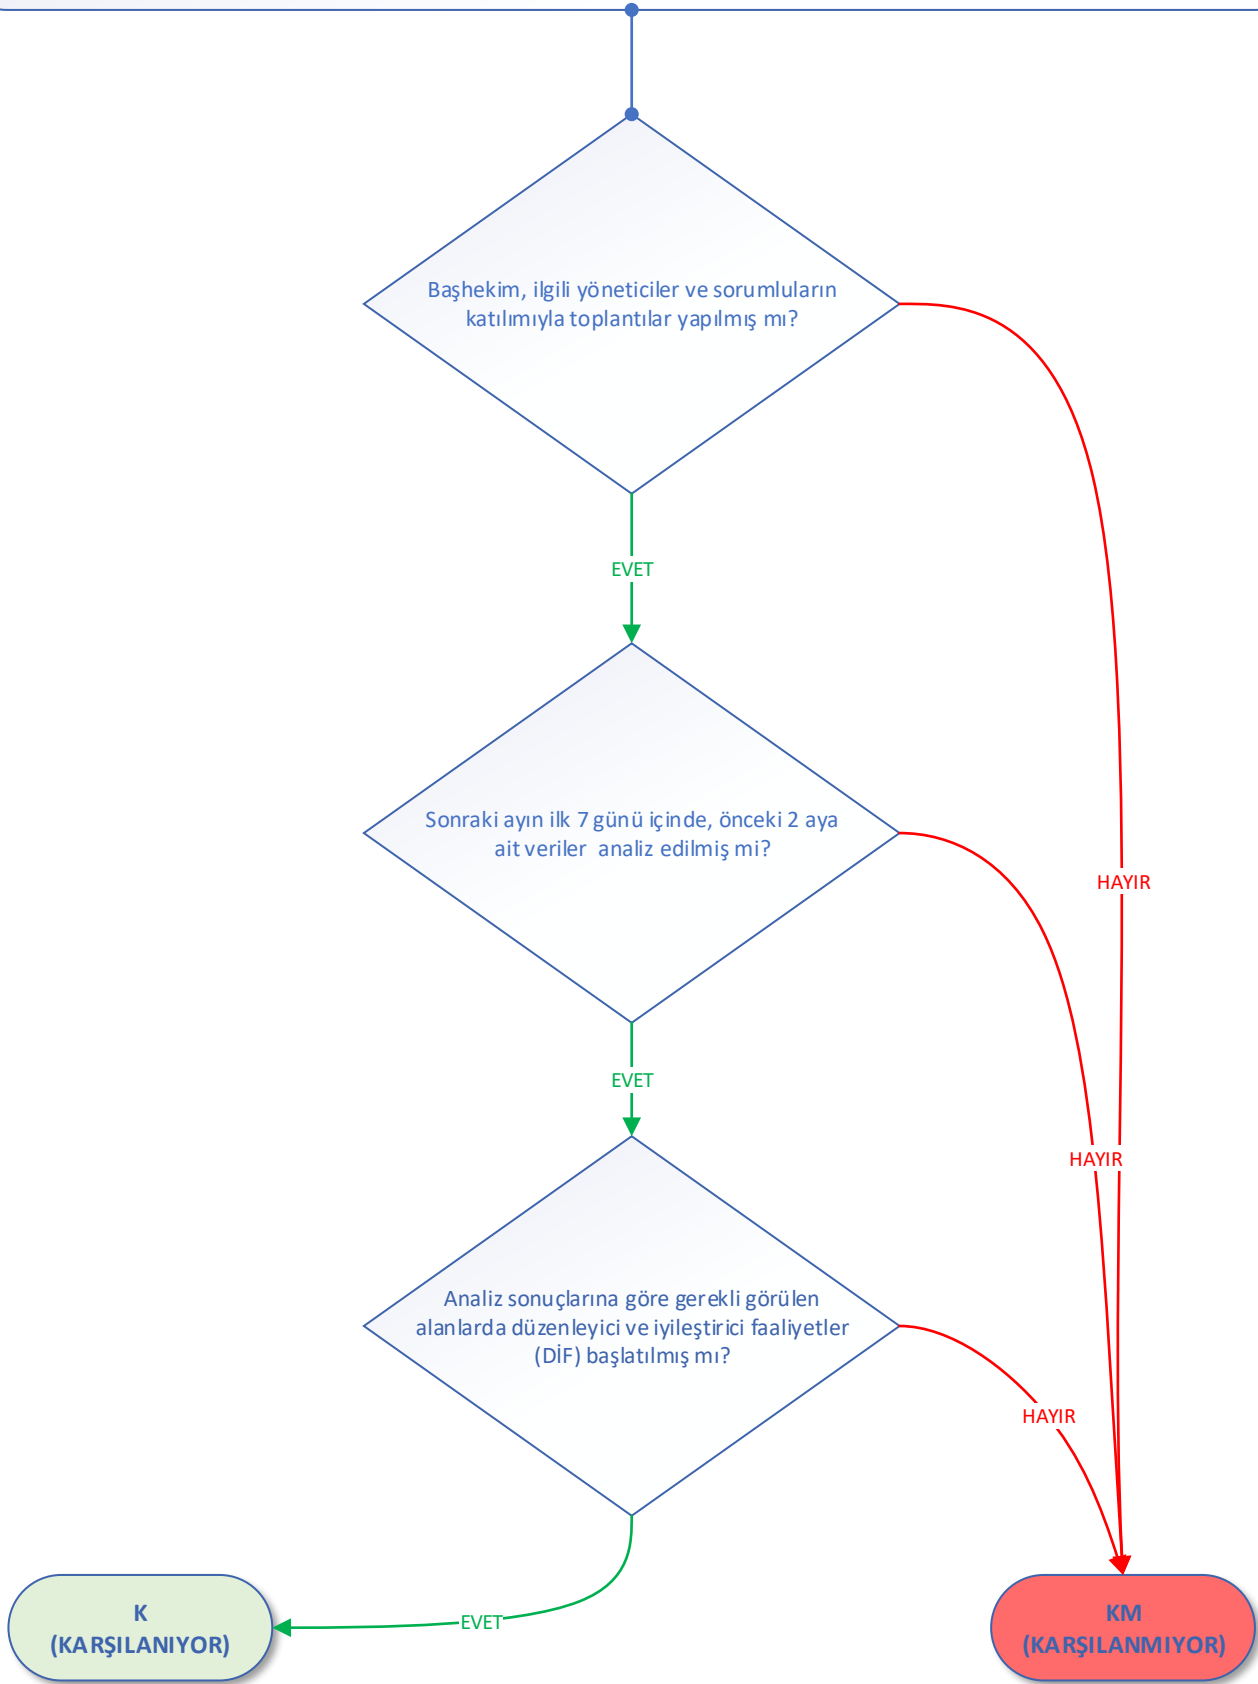 Başhekim, ilgili yöneticiler ve sorumluların
katılımıyla toplantılar yapılmış mı?
EVET
Sonraki ayın ilk 7 günü içinde, önceki 2 aya
ait veriler analiz edilmiş mi?
HAYIR
EVET
HAYIR
Analiz sonuçlarına göre gerekli görülen
alanlarda düzenleyici ve iyileştirici faaliyetler
(DİF) başlatılmış mı?
HAYIR
EVET
K
(KARŞILANIYOR)
KM
(KARŞILANMIYOR)